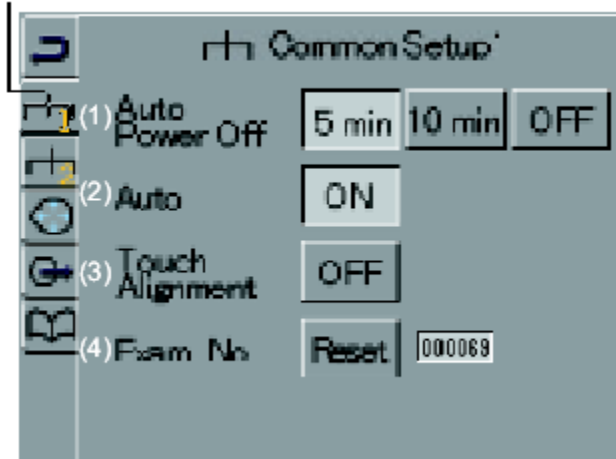 Common Setup'
1
(1) Auto Power Off 5 min 10 min OFF
2
(2) Auto ON
(3) Touch Alignment OFF
(4) Exam. No Reset 000069